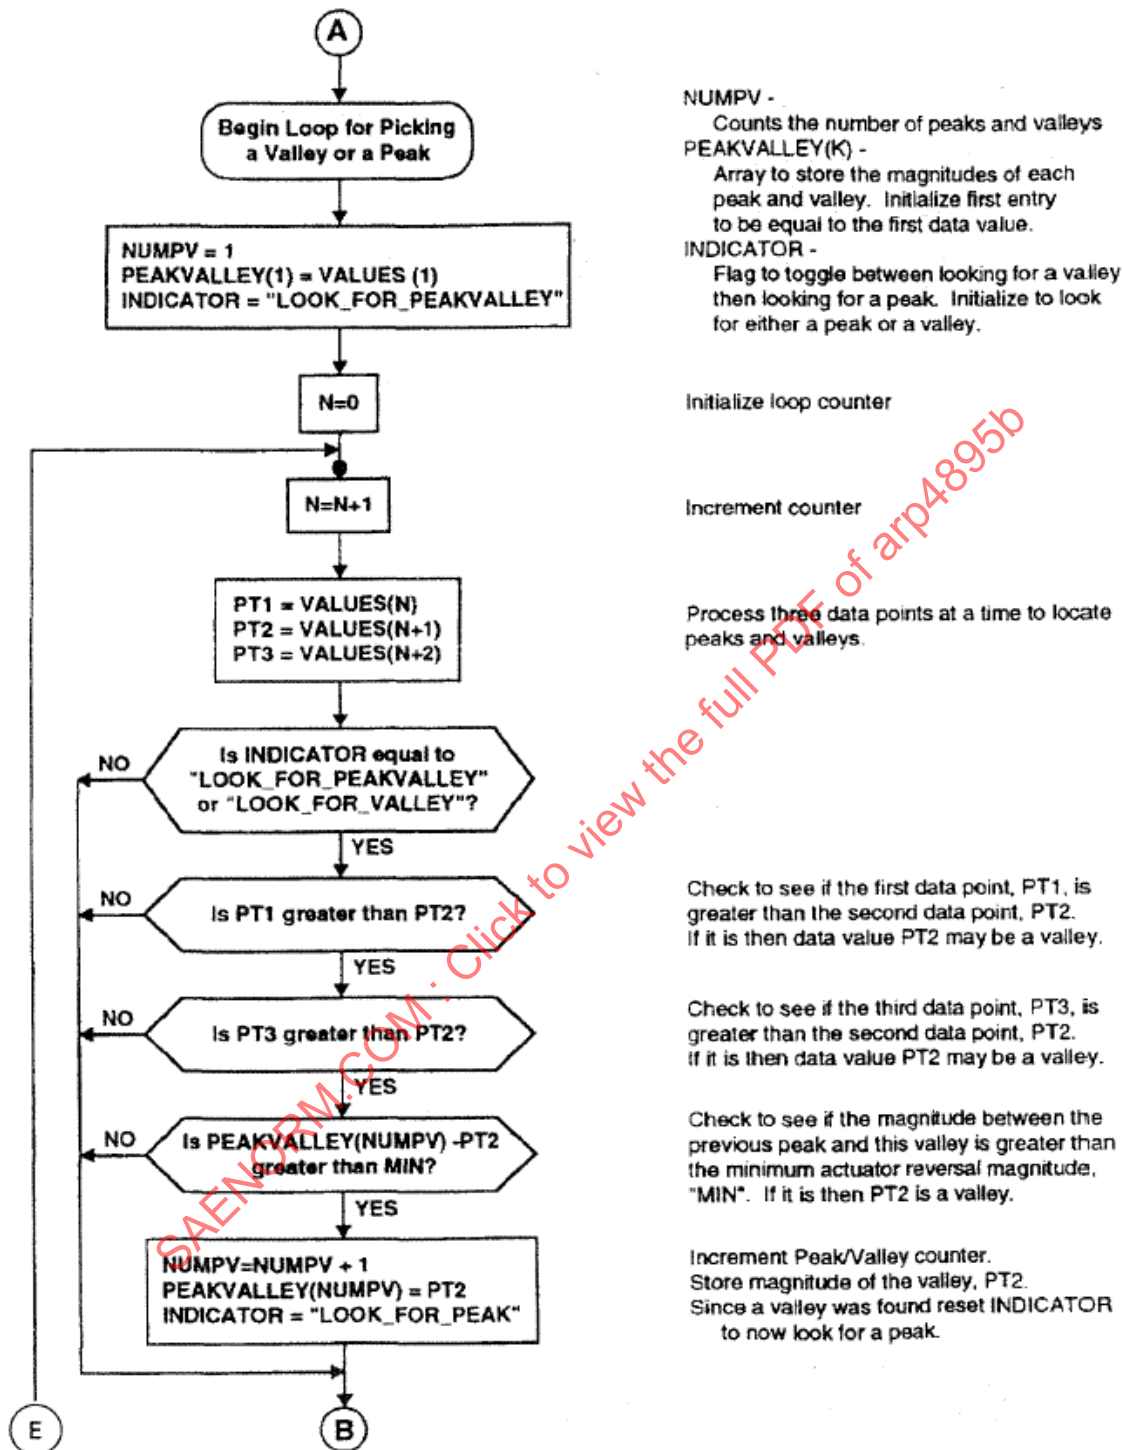 A
Begin Loop for Picking
a Valley or a Peak
NUMPV = 1
PEAKVALLEY(1) = VALUES (1)
INDICATOR = "LOOK_FOR_PEAKVALLEY"
NUMPV -
Counts the number of peaks and valleys
PEAKVALLEY(K) -
Array to store the magnitudes of each
peak and valley. Initialize first entry
to be equal to the first data value.
INDICATOR -
Flag to toggle between looking for a valley
then looking for a peak. Initialize to look
for either a peak or a valley.
N=0
Initialize loop counter
N=N+1
Increment counter
PT1 = VALUES(N)
PT2 = VALUES(N+1)
PT3 = VALUES(N+2)
Process three data points at a time to locate
peaks and valleys.
Is INDICATOR equal to
"LOOK_FOR_PEAKVALLEY"
or "LOOK_FOR_VALLEY"?
NO
YES
Is PT1 greater than PT2?
NO
YES
Check to see if the first data point, PT1, is
greater than the second data point, PT2.
If it is then data value PT2 may be a valley.
Is PT3 greater than PT2?
NO
YES
Check to see if the third data point, PT3, is
greater than the second data point, PT2.
If it is then data value PT2 may be a valley.
Is PEAKVALLEY(NUMPV) -PT2
greater than MIN?
NO
YES
Check to see if the magnitude between the
previous peak and this valley is greater than
the minimum actuator reversal magnitude,
"MIN". If it is then PT2 is a valley.
NUMPV=NUMPV + 1
PEAKVALLEY(NUMPV) = PT2
INDICATOR = "LOOK_FOR_PEAK"
Increment Peak/Valley counter.
Store magnitude of the valley, PT2.
Since a valley was found reset INDICATOR
to now look for a peak.
E
B
SAENORM.COM : Click to view the full PDF of arp4895b